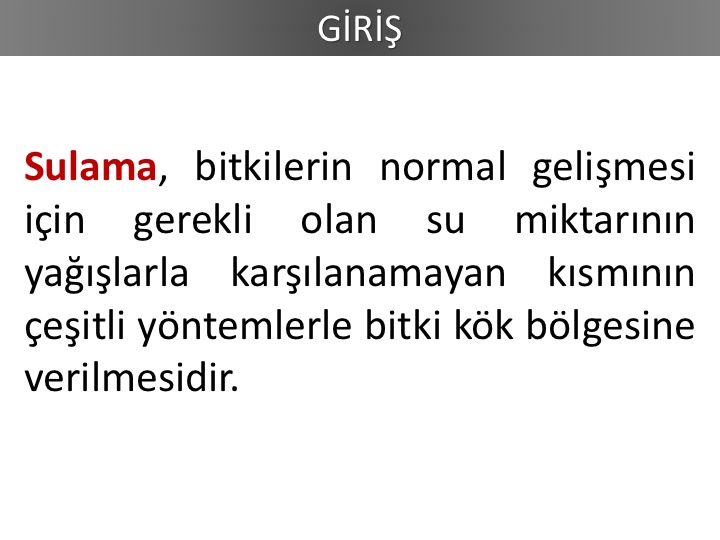 GİRİŞ
Sulama, bitkilerin normal gelişmesi
için gerekli olan su miktarının
yağışlarla karşılanamayan kısmının
çeşitli yöntemlerle bitki kök bölgesine
verilmesidir.